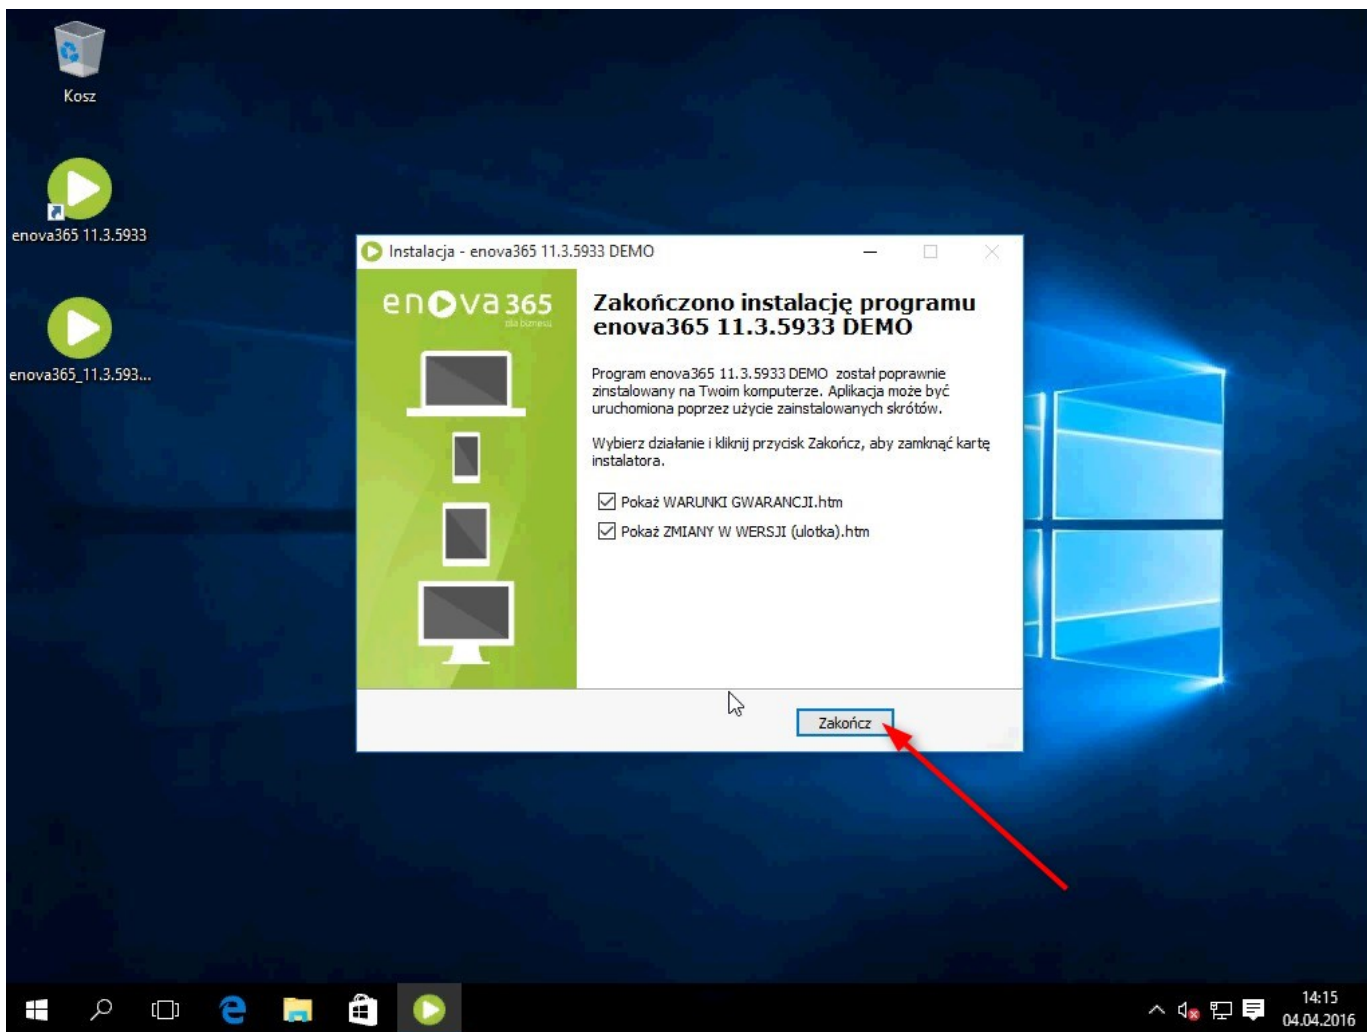 Kosz
enova365 11.3.5933
enova365_11.3.593...
Instalacja - enova365 11.3.5933 DEMO
enova365
dla biznesu
Zakończono instalację programu
enova365 11.3.5933 DEMO
Program enova365 11.3.5933 DEMO został poprawnie
zinstalowany na Twoim komputerze. Aplikacja może być
uruchomiona poprzez użycie zainstalowanych skrótów.
Wybierz działanie i kliknij przycisk Zakończ, aby zamknąć kartę
instalatora.
Pokaż WARUNKI GWARANCJI.htm
Pokaż ZMIANY W WERSJI (ulotka).htm
Zakończ
14:15
04.04.2016